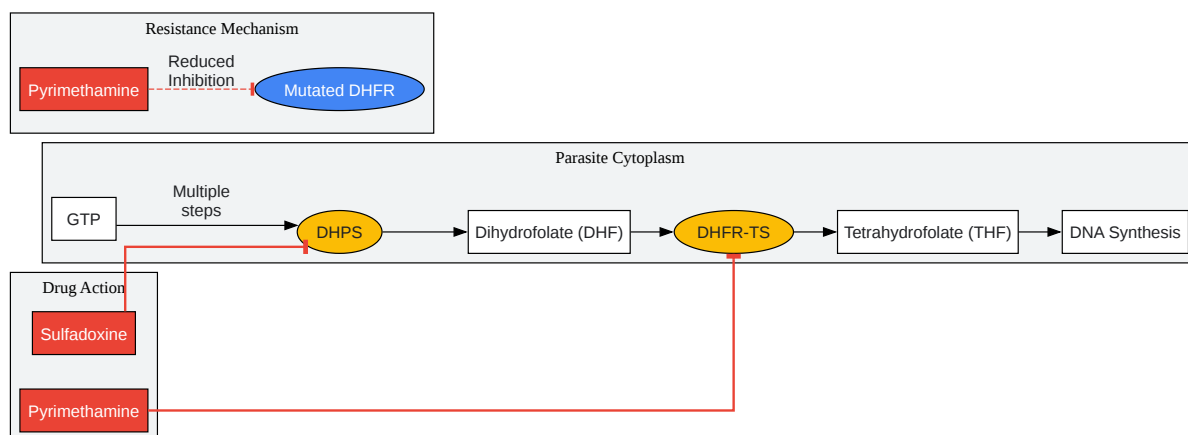 Resistance Mechanism
Pyrimethamine
Reduced
Inhibition
Mutated DHFR
Parasite Cytoplasm
GTP
Multiple
steps
DHPS
Dihydrofolate (DHF)
DHFR-TS
Tetrahydrofolate (THF)
DNA Synthesis
Drug Action
Sulfadoxine
Pyrimethamine